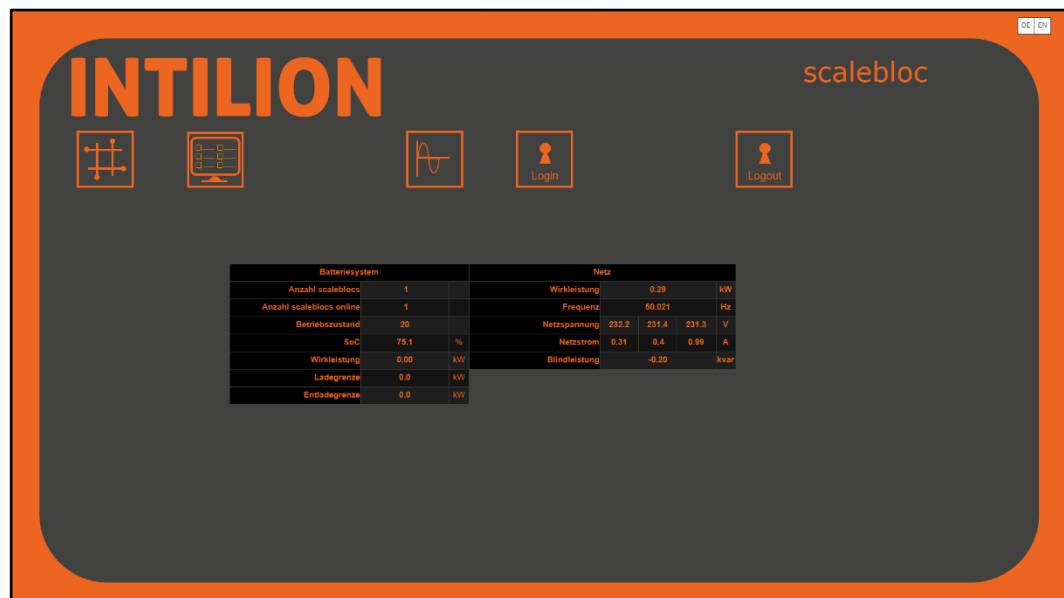 DE EN
INTILION
scalebloc
Login
Logout
Batteriesystem Netz
Anzahl scaleblocs 1 Wirkleistung 0.29 kW
Anzahl scaleblocs online 1 Frequenz 50.021 Hz
Betriebszustand 20 Netzspannung 232.2 231.4 231.3 V
SoC 75.1 % Netzstrom 0.31 0.4 0.99 A
Wirkleistung 0.00 kW Blindleistung -0.20 kvar
Ladegrenze 0.0 kW
Entladegrenze 0.0 kW